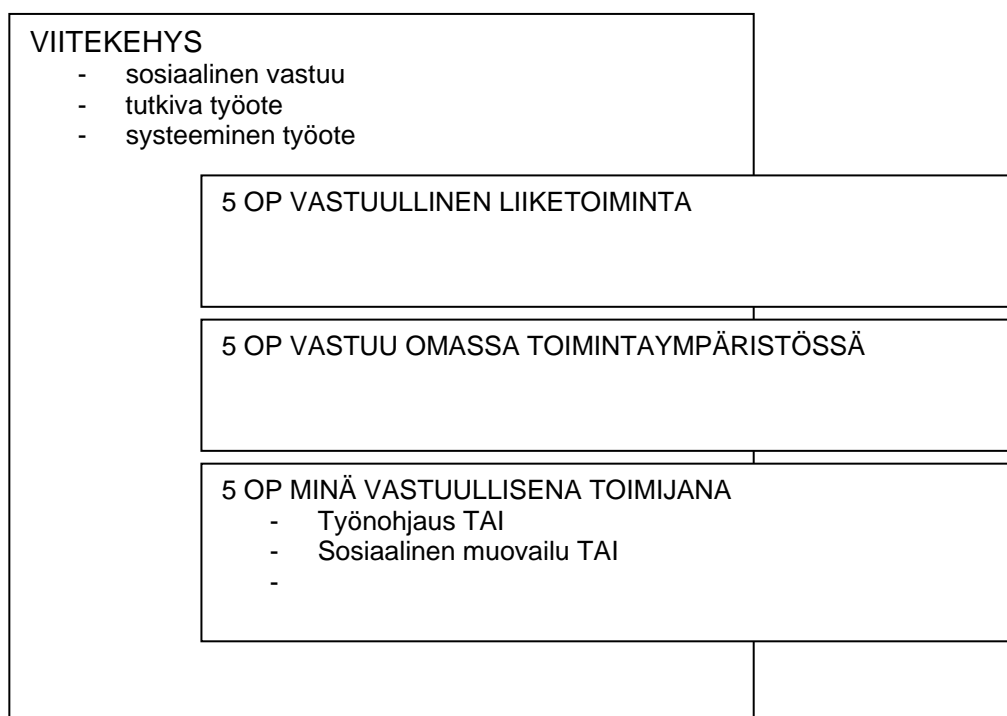 VIITEKEHYS
- sosiaalinen vastuu
- tutkiva työote
- systeeminen työote
5 OP VASTUULLINEN LIIKETOIMINTA
5 OP VASTUU OMASSA TOIMINTAYMPÄRISTÖSSÄ
5 OP MINÄ VASTUULLISENA TOIMIJANA
- Työnohjaus TAI
- Sosiaalinen muovailu TAI
-